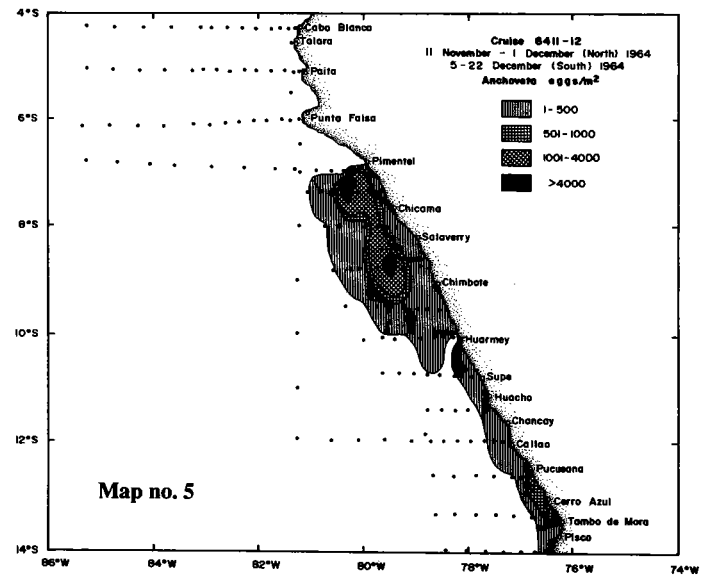 4°S
6°S
8°S
10°S
12°S
14°S
86°W
84°W
82°W
80°W
78°W
76°W
74°W
Cruise 6411-12
11 November - 1 December (North) 1964
5-22 December (South) 1964
Anchoveta eggs/m²
1-500
501-1000
1001-4000
>4000
Cabo Blanca
Talara
Paita
Punta Faisa
Pimentel
Chicama
Salaverry
Chimbote
Huarmey
Supe
Huacho
Chancay
Callao
Pucusana
Cerro Azul
Tambo de Mora
Pisco
Map no. 5